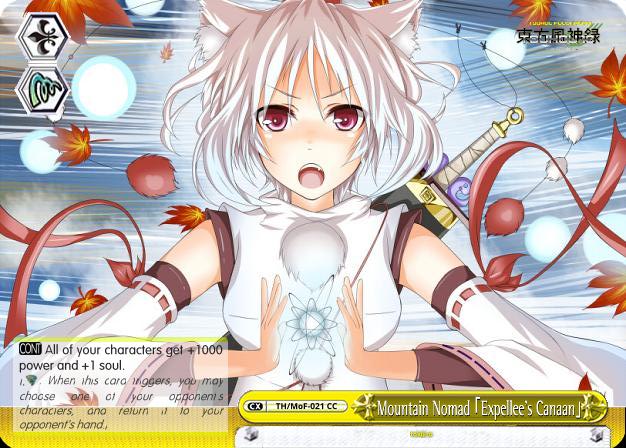 TOUHOU FUUJINROKU
東方風神録
CONT All of your characters get +1000
power and +1 soul.
When this card triggers, you may
choose one of your opponent's
characters, and return it to your
opponent's hand.
CX TH/MoF-021 CC
Mountain Nomad「Expellee's Canaan」